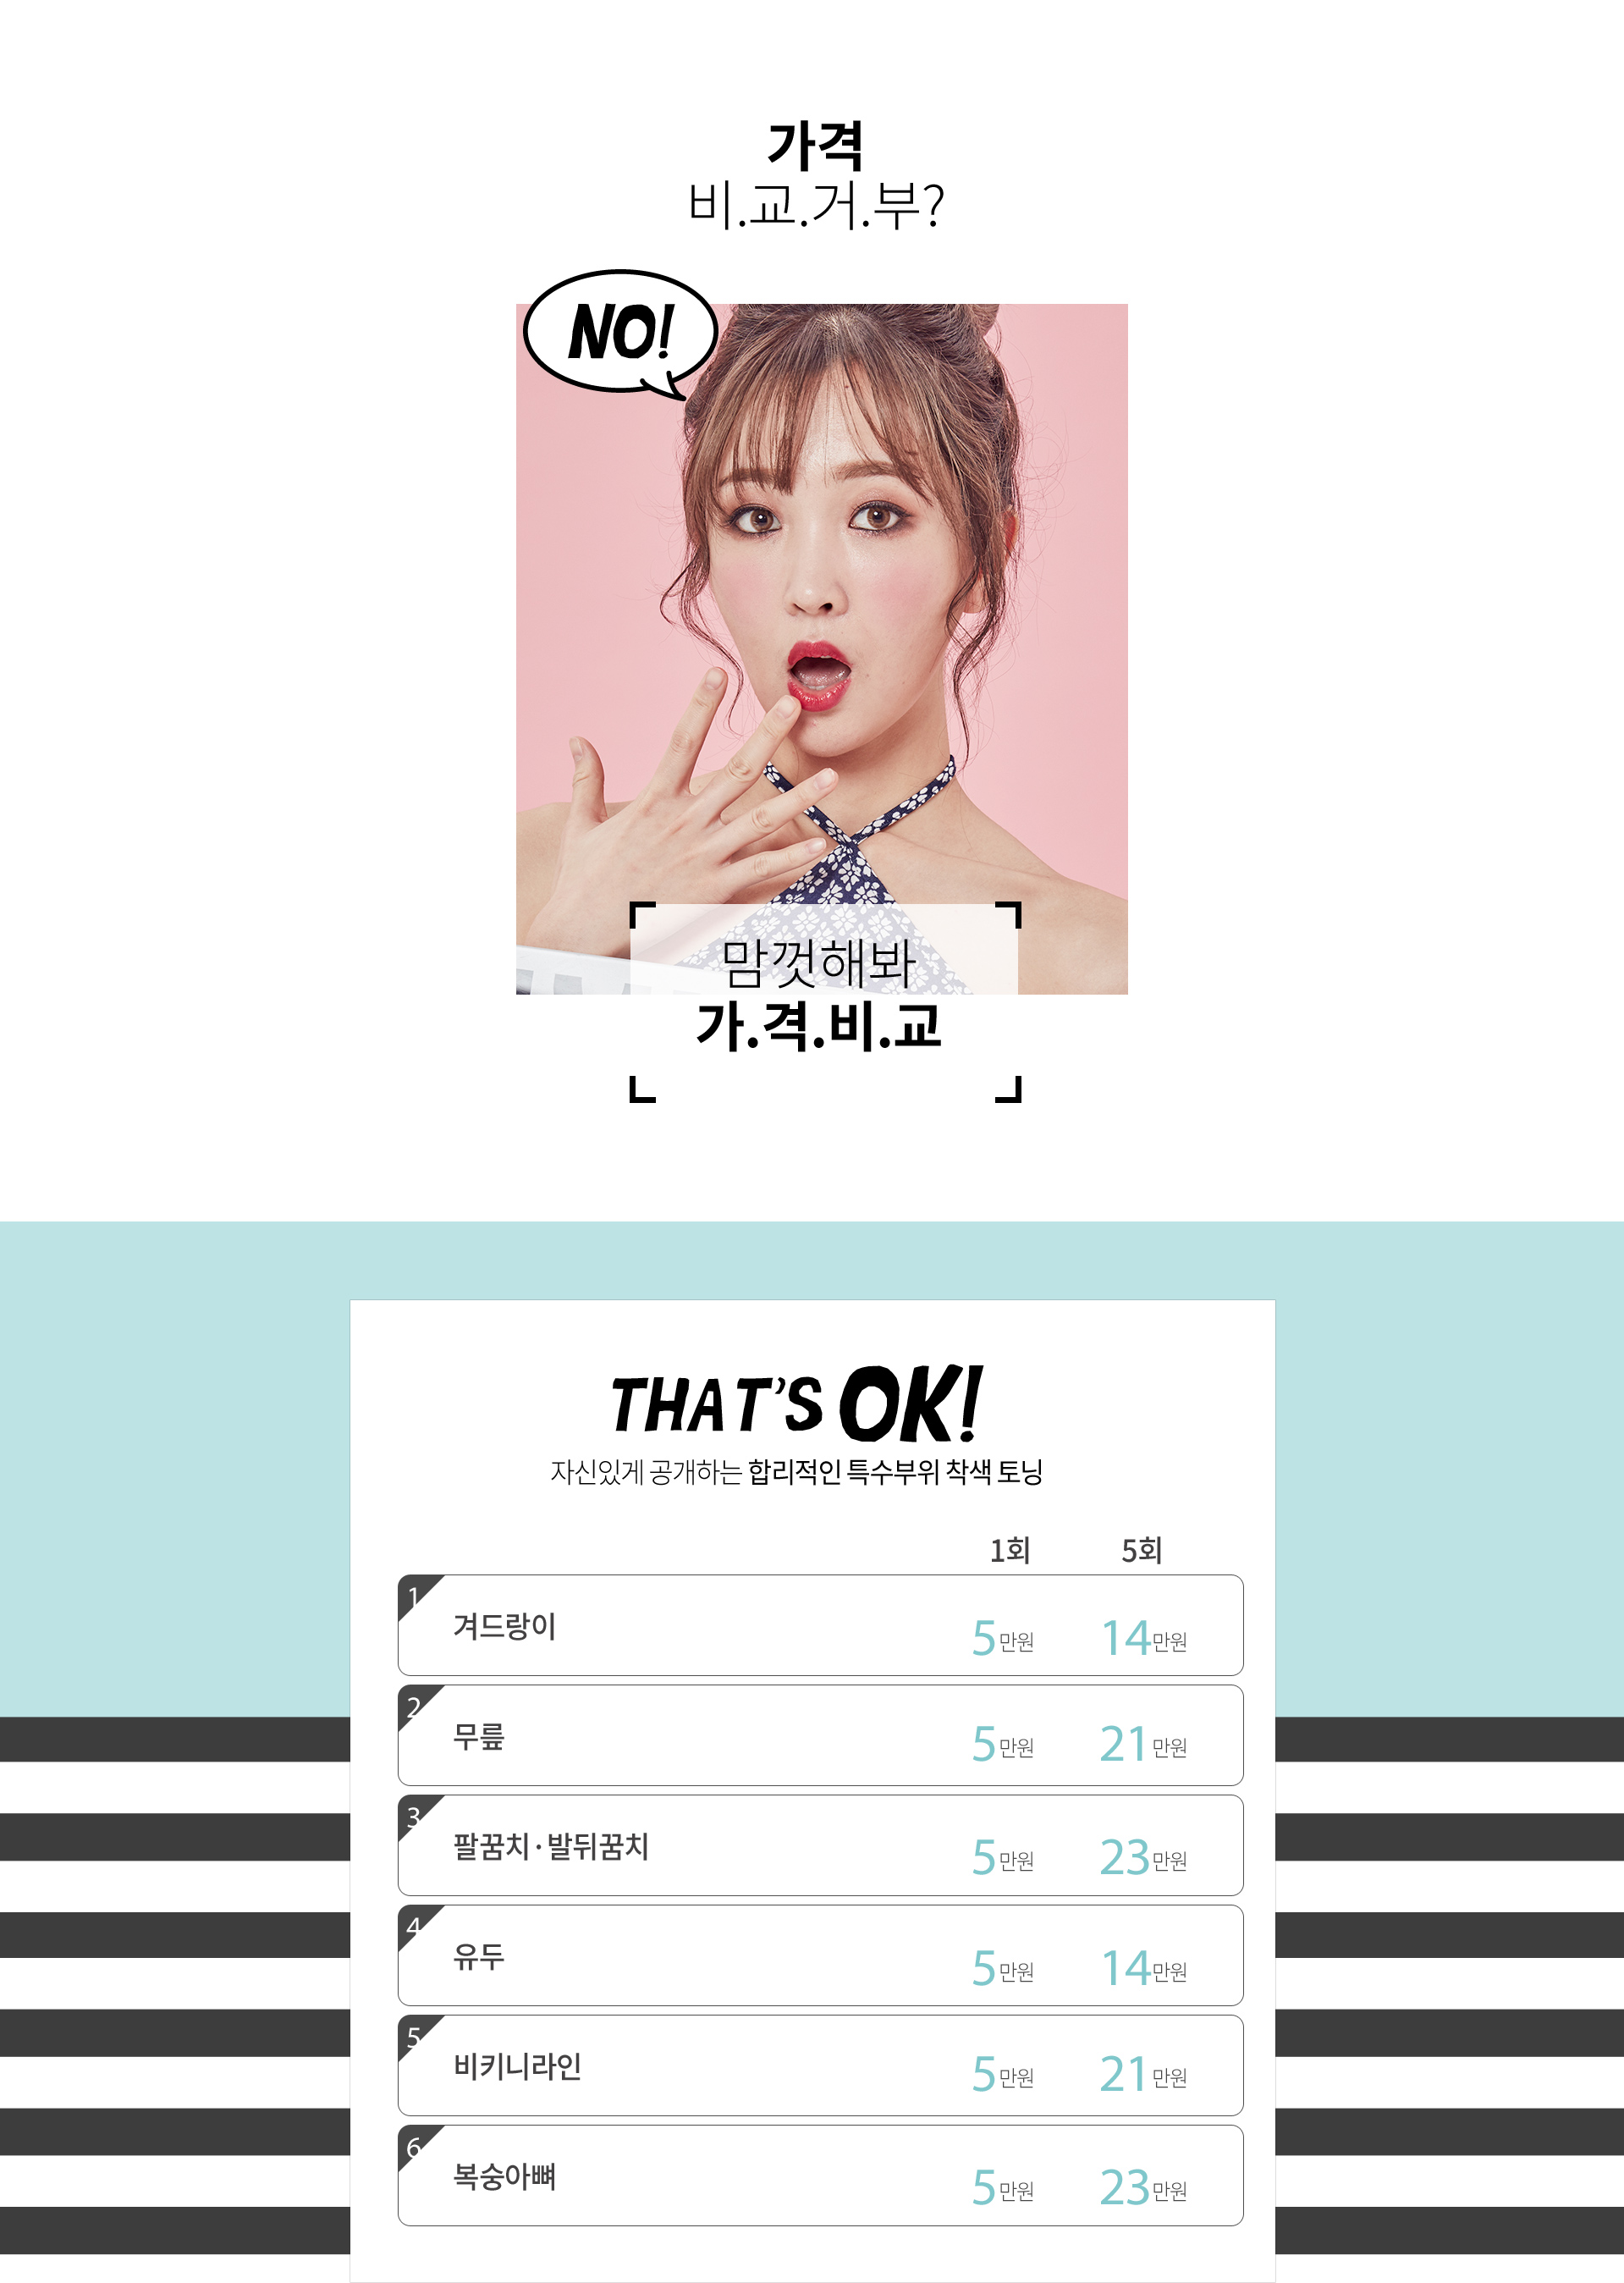 가격
비.교.거.부?
NO!
맘껏해봐
가.격.비.교
THAT'S OK!
자신있게 공개하는 합리적인 특수부위 착색 토닝
1회 5회
1
겨드랑이 5만원 14만원
2
무릎 5만원 21만원
3
팔꿈치·발뒤꿈치 5만원 23만원
4
유두 5만원 14만원
5
비키니라인 5만원 21만원
6
복숭아뼈 5만원 23만원